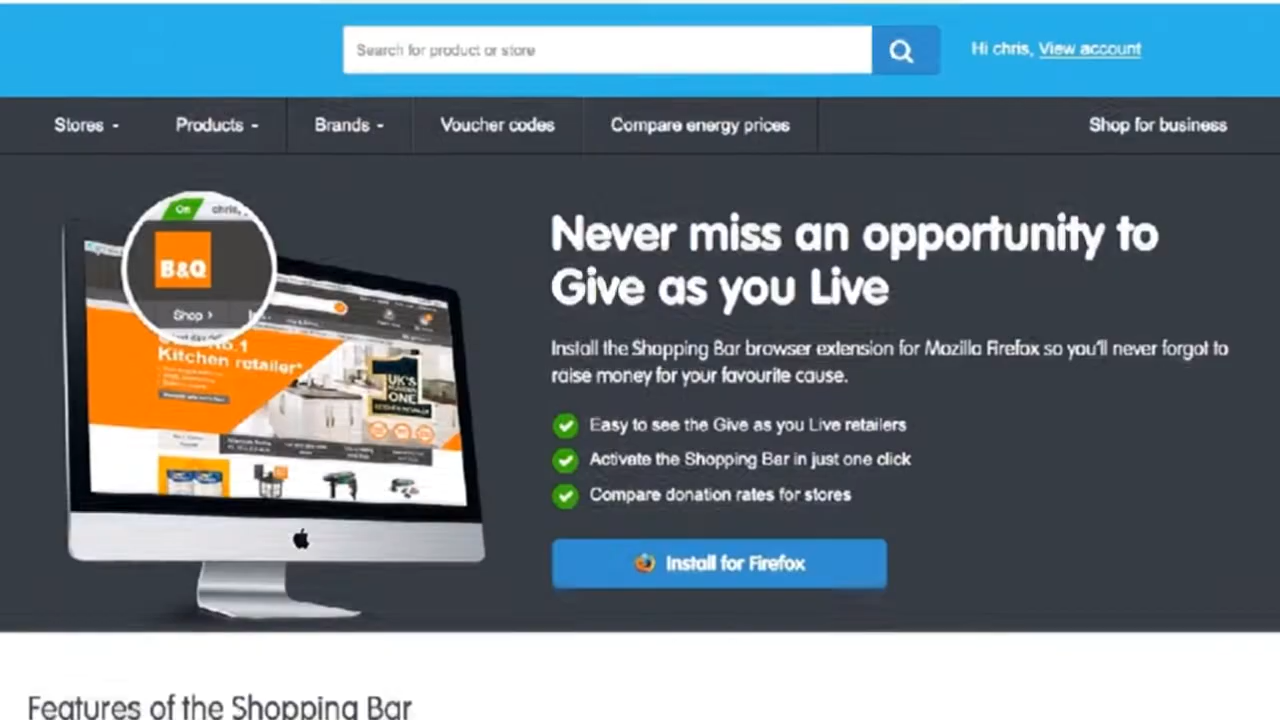 Search for product or store
Hi chris, View account
Stores
Products
Brands
Voucher codes
Compare energy prices
Shop for business
On chris,
B&Q
Shop >
No.1
Kitchen retailer*
UK'S
ONE
Never miss an opportunity to
Give as you Live
Install the Shopping Bar browser extension for Mozilla Firefox so you'll never forgot to
raise money for your favourite cause.
Easy to see the Give as you Live retailers
Activate the Shopping Bar in just one click
Compare donation rates for stores
Install for Firefox
Features of the Shopping Bar